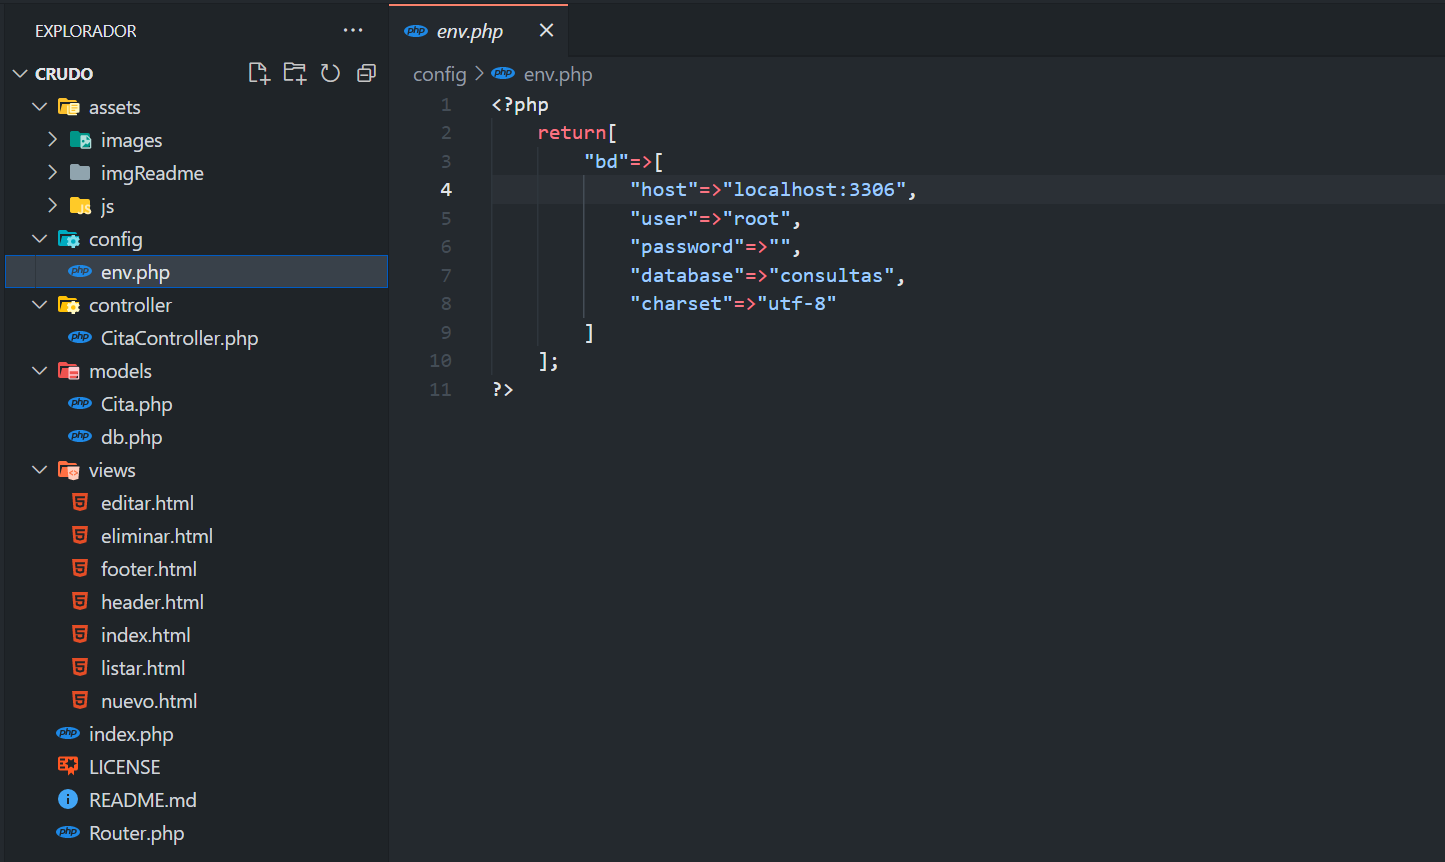 EXPLORADOR
CRUDO
assets
images
imgReadme
js
config
env.php
controller
CitaController.php
models
Cita.php
db.php
views
editar.html
eliminar.html
footer.html
header.html
index.html
listar.html
nuevo.html
index.php
LICENSE
README.md
Router.php
env.php
config > env.php
1 <?php
2     return[
3         "bd"=>[
4             "host"=>"localhost:3306",
5             "user"=>"root",
6             "password"=>"",
7             "database"=>"consultas",
8             "charset"=>"utf-8"
9         ]
10     ];
11 ?>